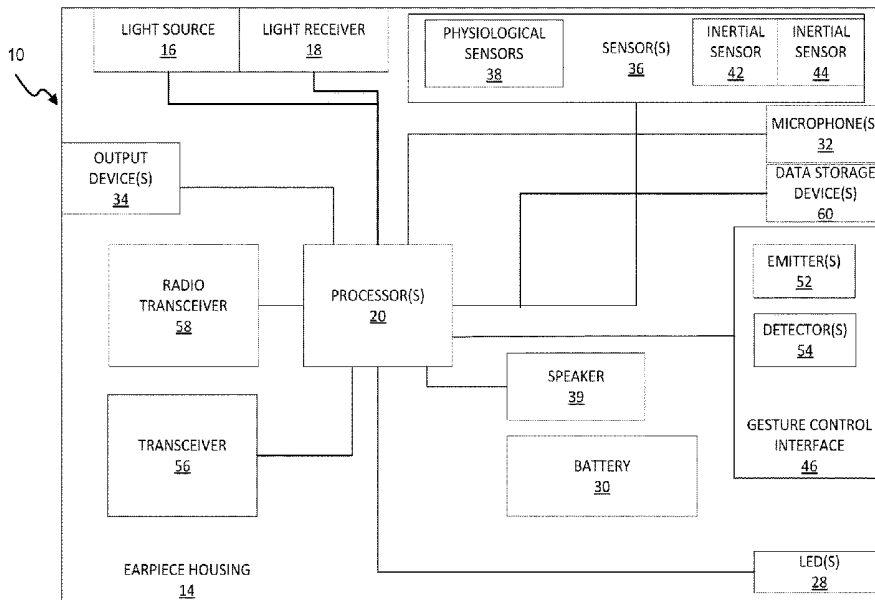 10
LIGHT SOURCE
16
LIGHT RECEIVER
18
PHYSIOLOGICAL
SENSORS
38
SENSOR(S)
36
INERTIAL
SENSOR
42
INERTIAL
SENSOR
44
MICROPHONE(S)
32
DATA STORAGE
DEVICE(S)
60
OUTPUT
DEVICE(S)
34
RADIO
TRANSCEIVER
58
PROCESSOR(S)
20
EMITTER(S)
52
DETECTOR(S)
54
GESTURE CONTROL
INTERFACE
46
SPEAKER
39
TRANSCEIVER
56
BATTERY
30
EARPIECE HOUSING
14
LED(S)
28